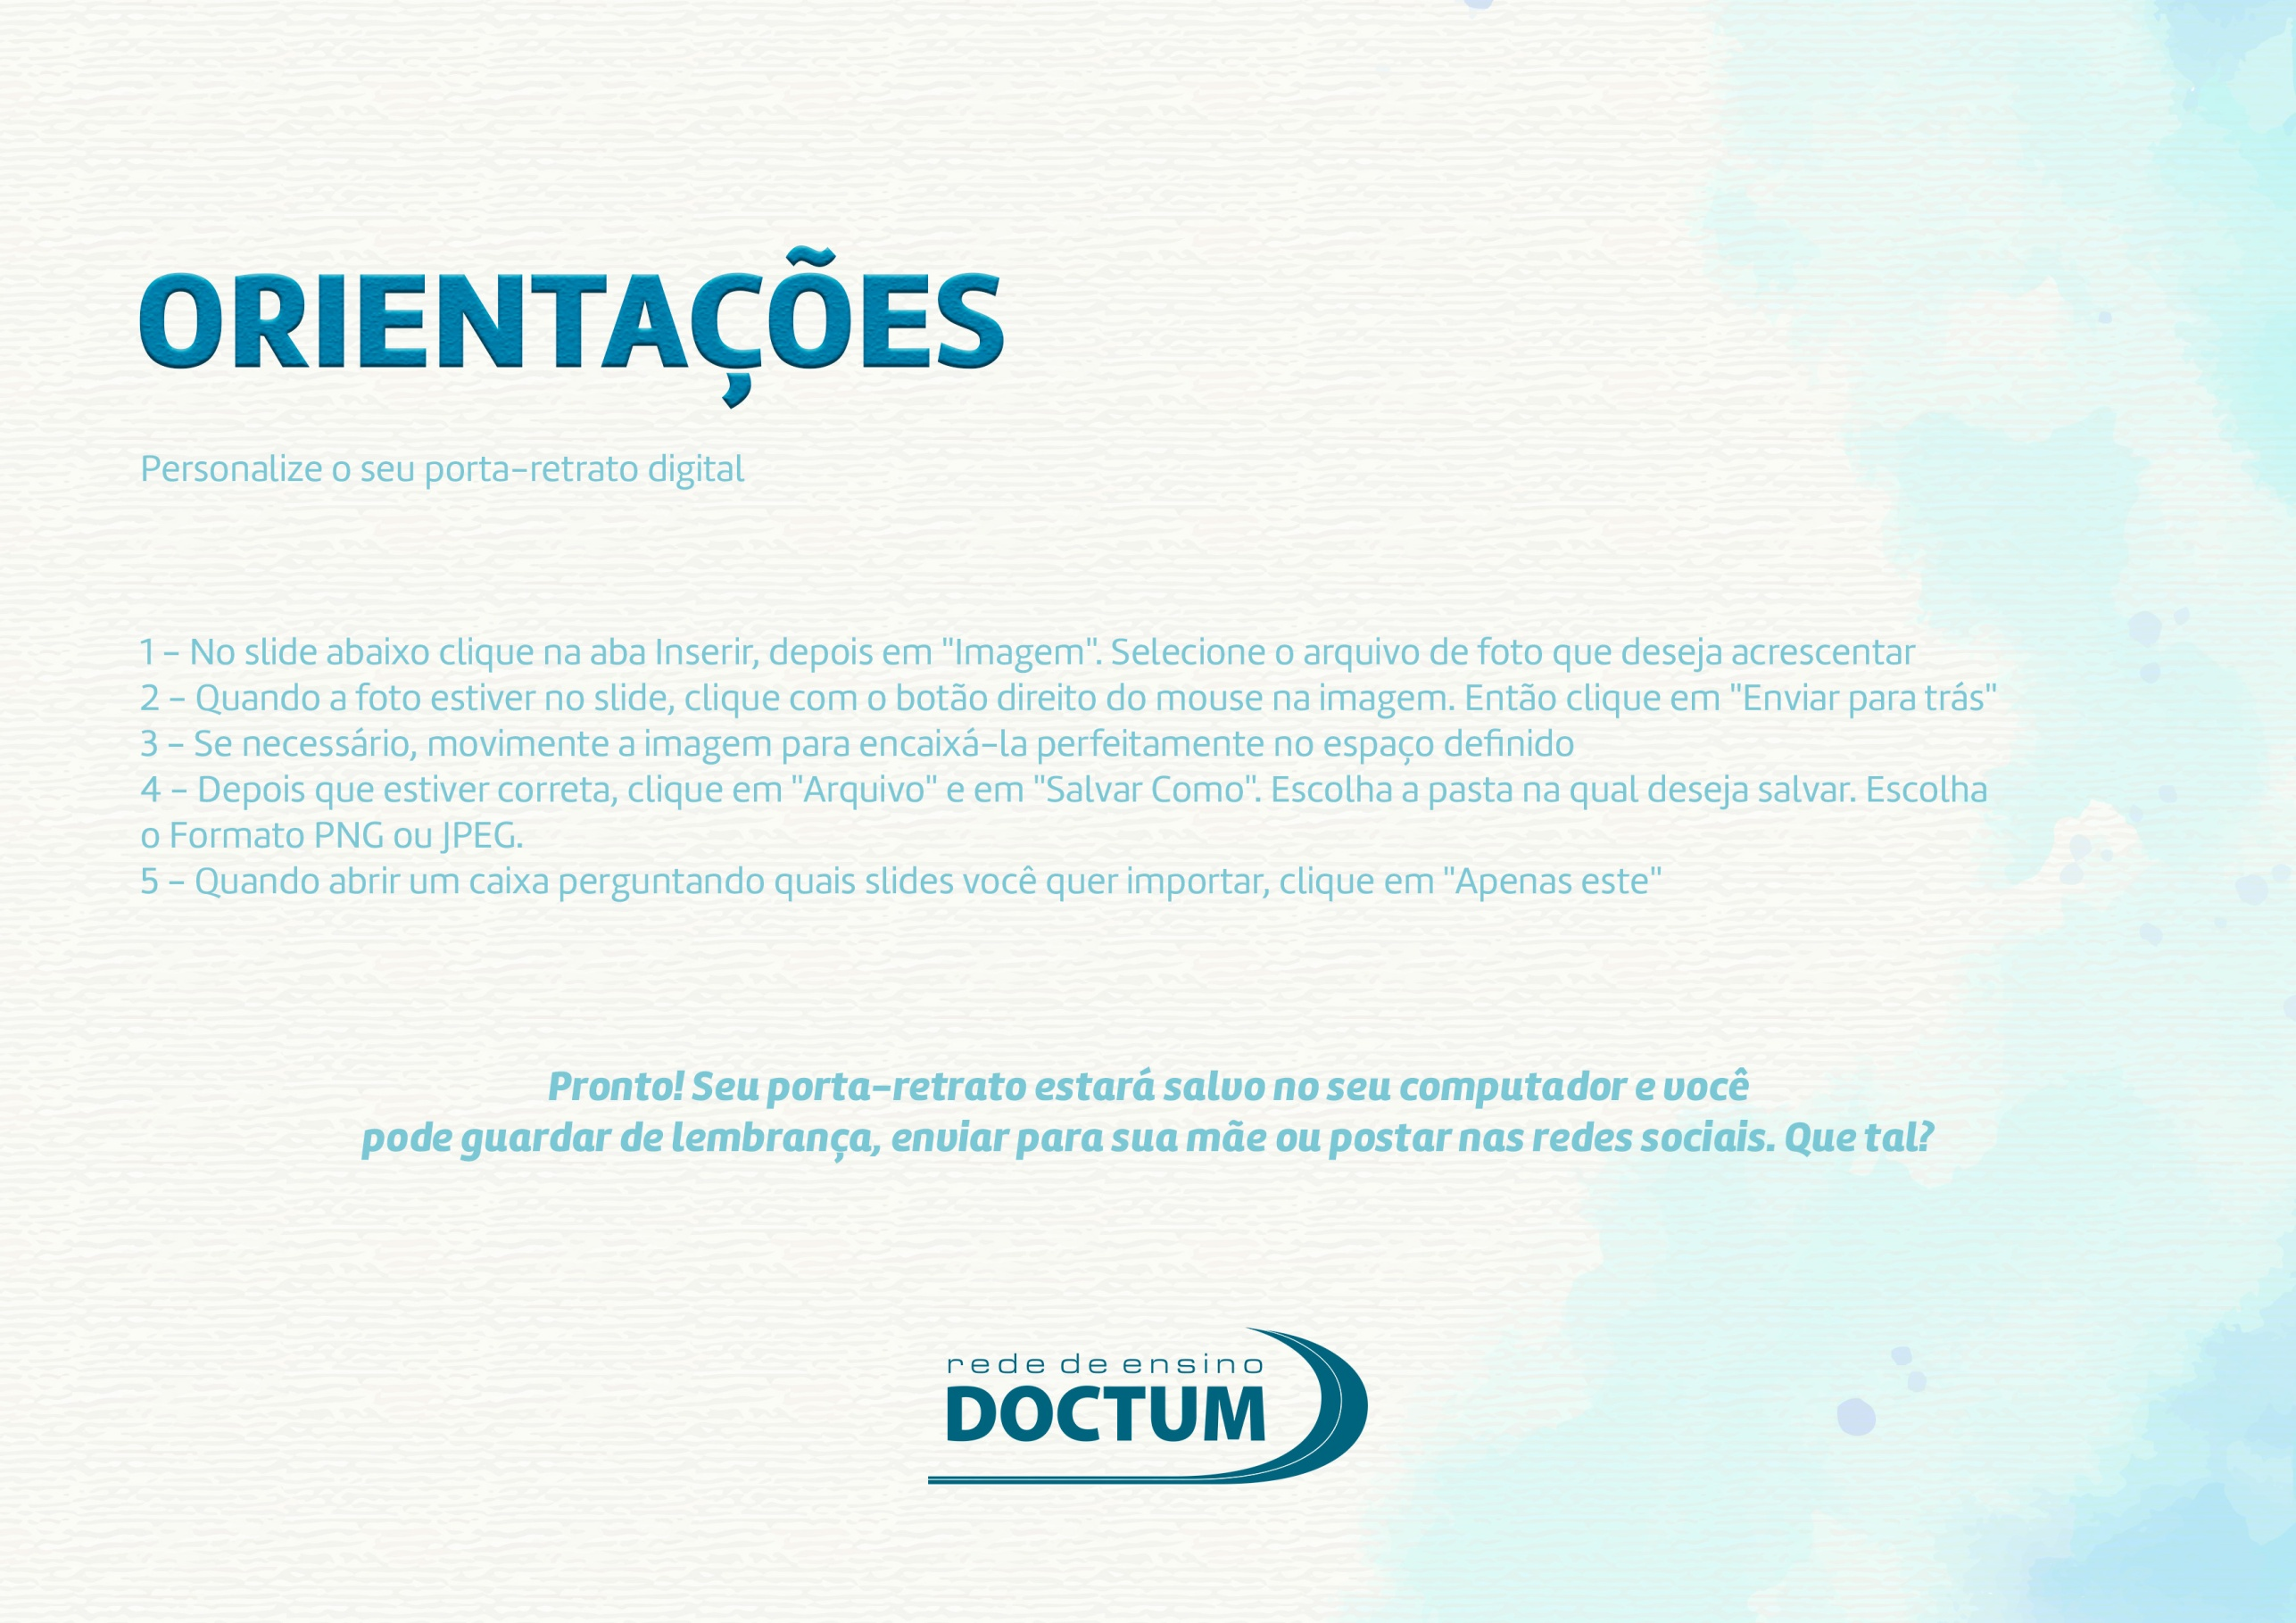 ORIENTAÇÕES
Personalize o seu porta-retrato digital
1 - No slide abaixo clique na aba Inserir, depois em "Imagem". Selecione o arquivo de foto que deseja acrescentar
2 - Quando a foto estiver no slide, clique com o botão direito do mouse na imagem. Então clique em "Enviar para trás"
3 - Se necessário, movimente a imagem para encaixá-la perfeitamente no espaço definido
4 - Depois que estiver correta, clique em "Arquivo" e em "Salvar Como". Escolha a pasta na qual deseja salvar. Escolha
o Formato PNG ou JPEG.
5 - Quando abrir um caixa perguntando quais slides você quer importar, clique em "Apenas este"
Pronto! Seu porta-retrato estará salvo no seu computador e você
pode guardar de lembrança, enviar para sua mãe ou postar nas redes sociais. Que tal?
rede de ensino
DOCTUM